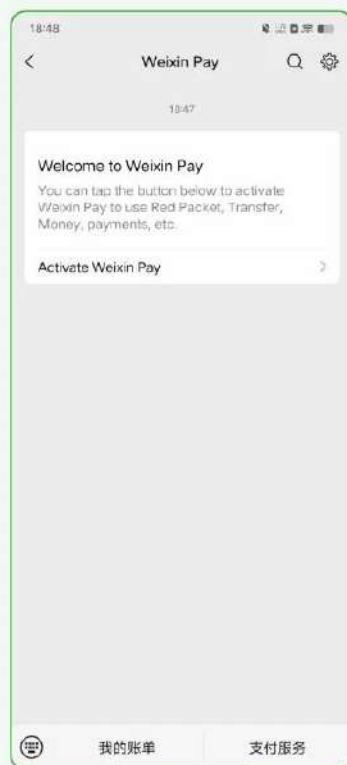 18:48
Weixin Pay
18:47
Welcome to Weixin Pay
You can tap the button below to activate
Weixin Pay to use Red Packet, Transfer,
Money, payments, etc.
Activate Weixin Pay
我的账单 支付服务